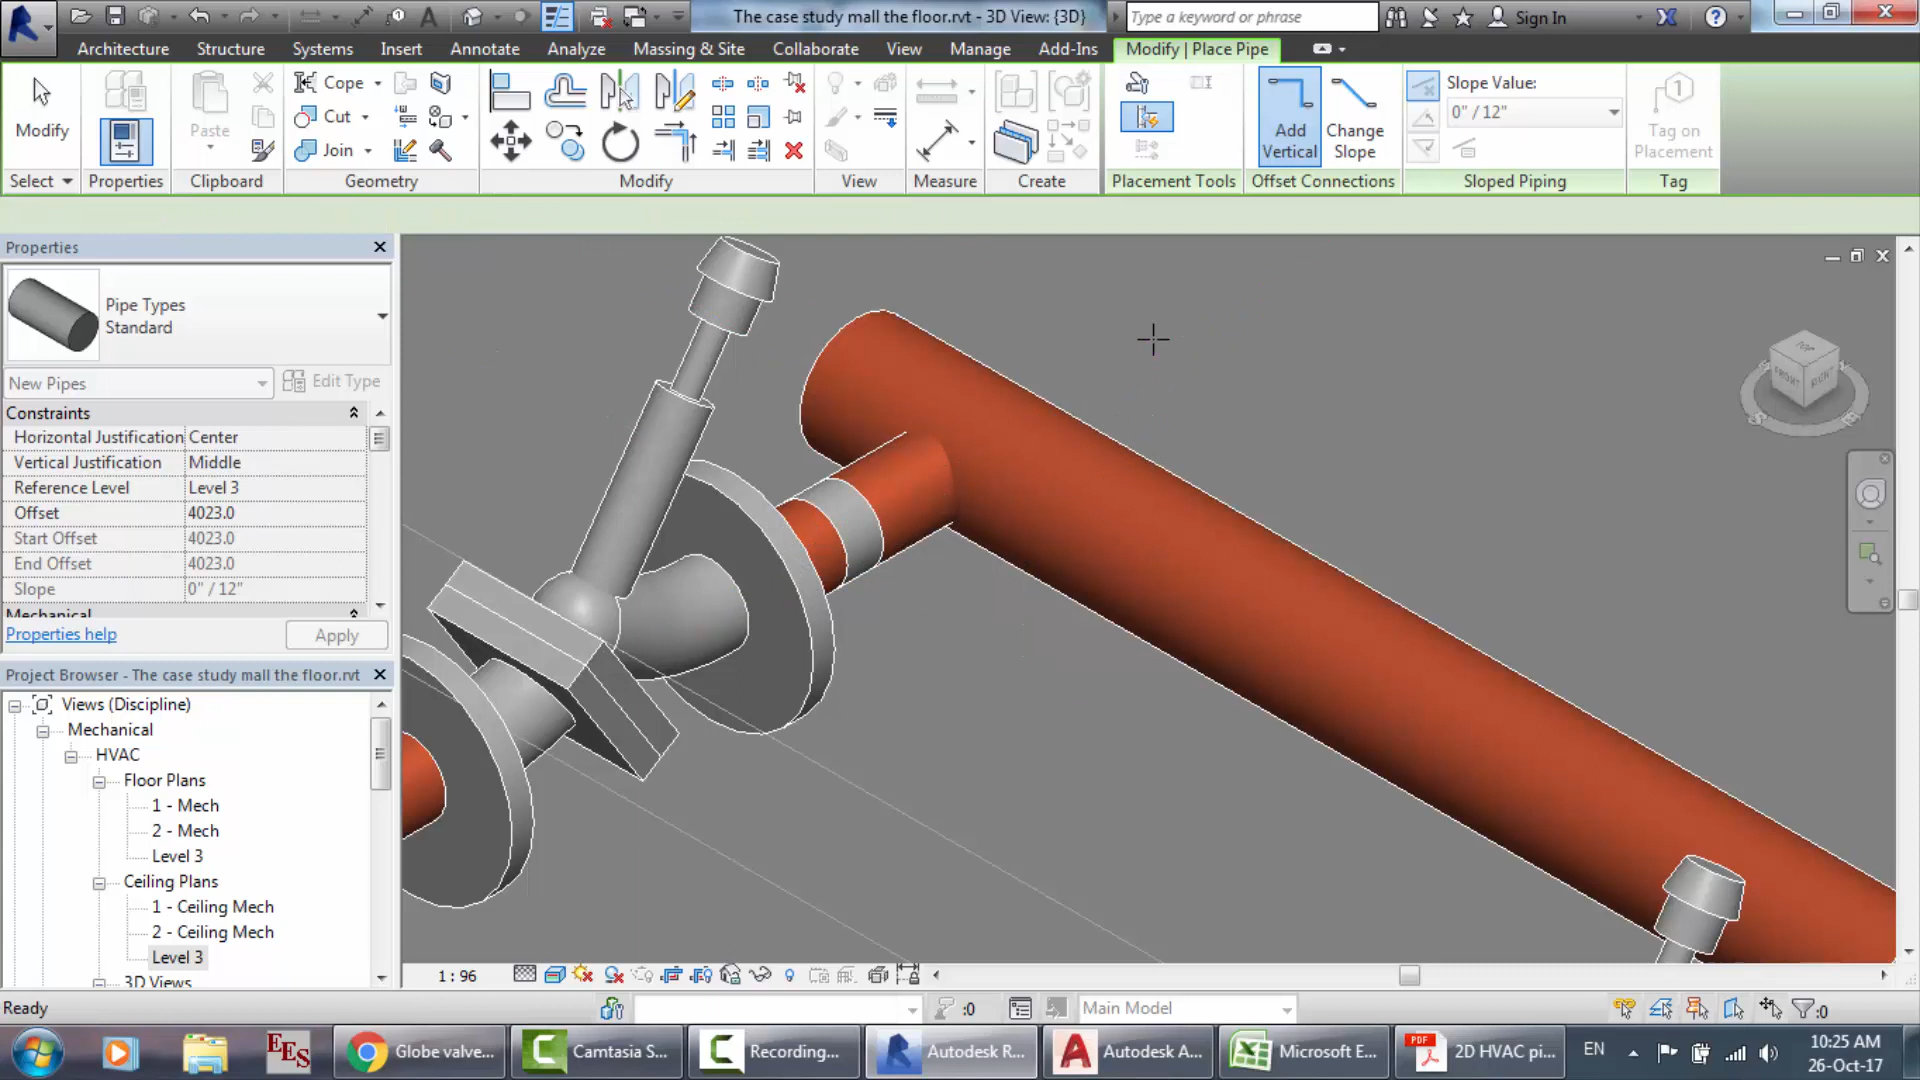 The case study mall the floor.rvt - 3D View: {3D}
Type a keyword or phrase
Sign In
Architecture Structure Systems Insert Annotate Analyze Massing & Site Collaborate View Manage Add-Ins Modify | Place Pipe
Modify
Paste
Cope
Cut
Join
Add Vertical
Change Slope
Slope Value:
0" / 12"
Tag on Placement
Select Properties Clipboard Geometry Modify View Measure Create Placement Tools Offset Connections Sloped Piping Tag
Properties
Pipe Types
Standard
New Pipes
Edit Type
Constraints
Horizontal Justification Center
Vertical Justification Middle
Reference Level Level 3
Offset 4023.0
Start Offset 4023.0
End Offset 4023.0
Slope 0" / 12"
Mechanical
Properties help
Apply
Project Browser - The case study mall the floor.rvt
Views (Discipline)
Mechanical
HVAC
Floor Plans
1 - Mech
2 - Mech
Level 3
Ceiling Plans
1 - Ceiling Mech
2 - Ceiling Mech
Level 3
3D Views
TOP
FRONT
RIGHT
1 : 96
Ready
:0
Main Model
:0
EES
Globe valve...
Camtasia S...
Recording...
Autodesk R...
Autodesk A...
Microsoft E...
PDF
2D HVAC pi...
EN
10:25 AM
26-Oct-17